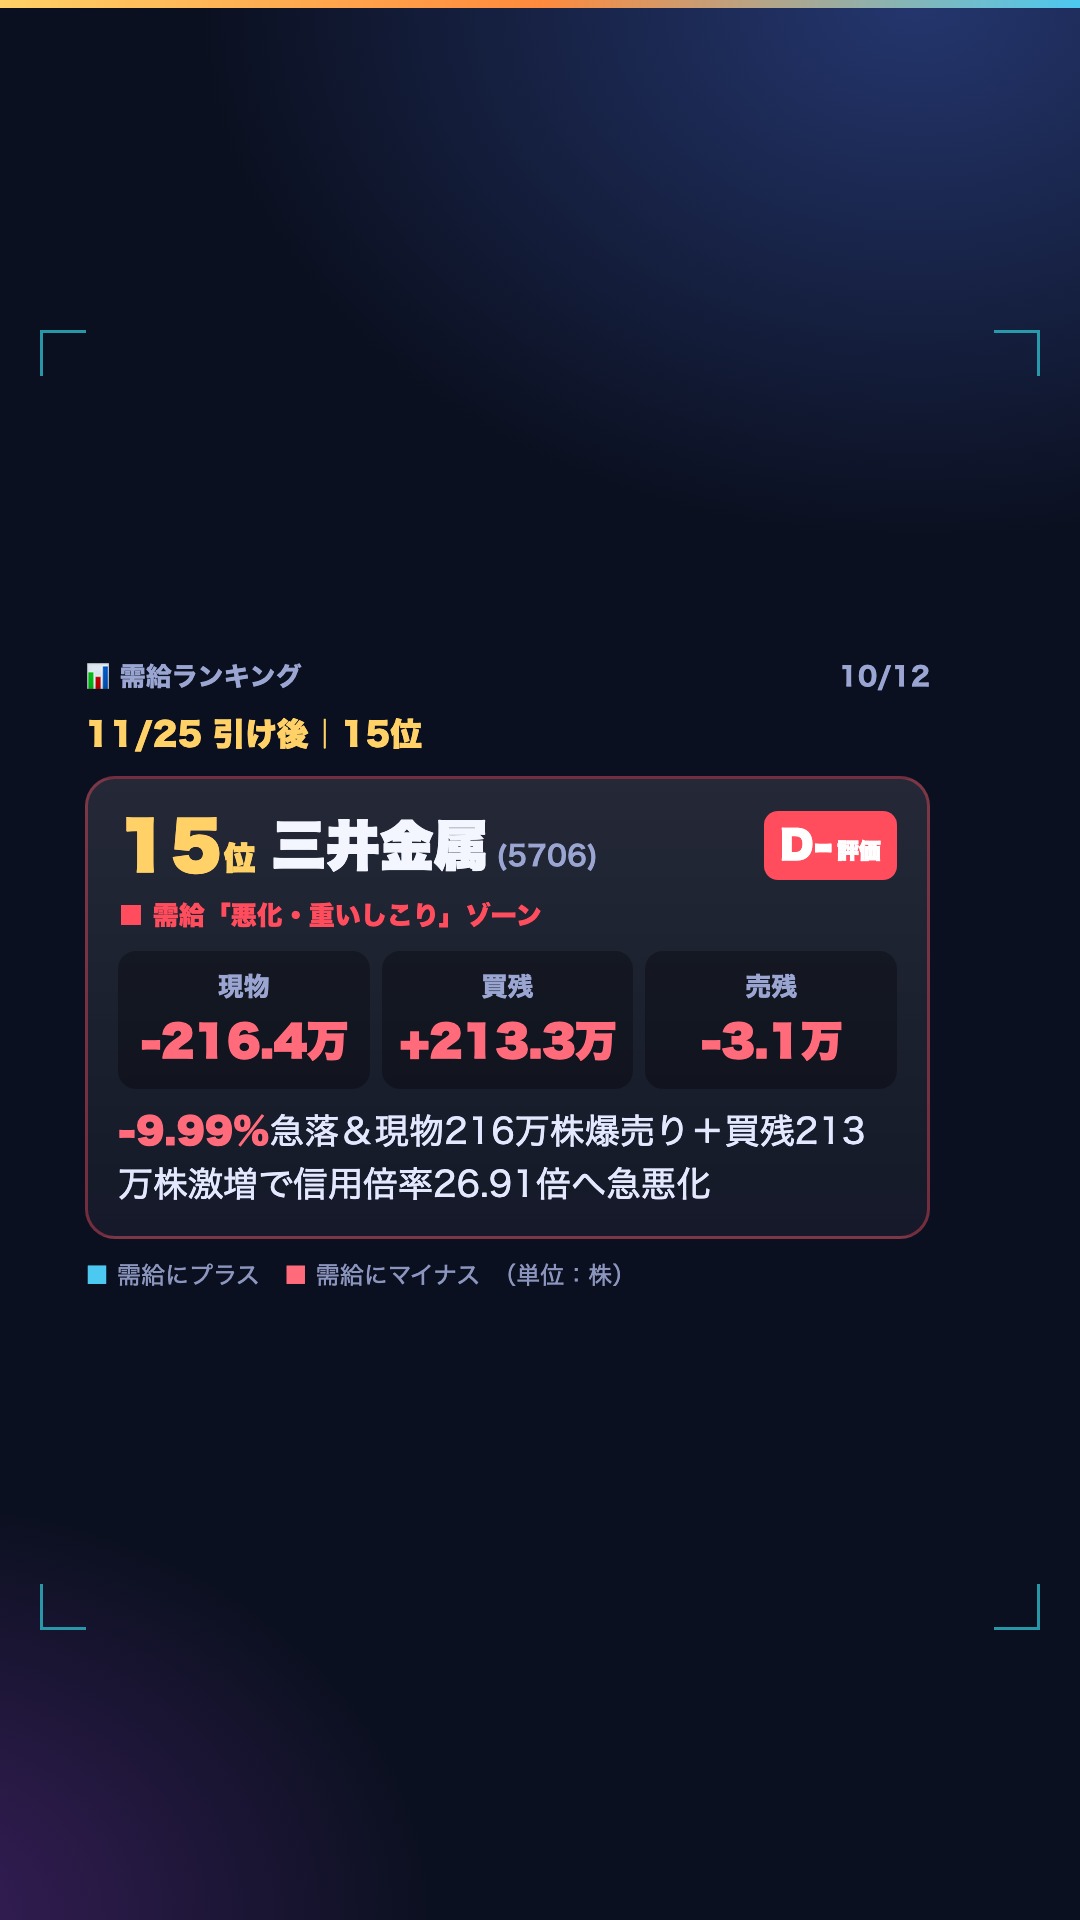 📊 需給ランキング 10/12
11/25 引け後｜15位
15位 三井金属 (5706) D- 評価
■ 需給「悪化・重いしこり」ゾーン
現物 買残 売残
-216.4万 +213.3万 -3.1万
-9.99%急落＆現物216万株爆売り＋買残213
万株激増で信用倍率26.91倍へ急悪化
■ 需給にプラス ■ 需給にマイナス （単位：株）